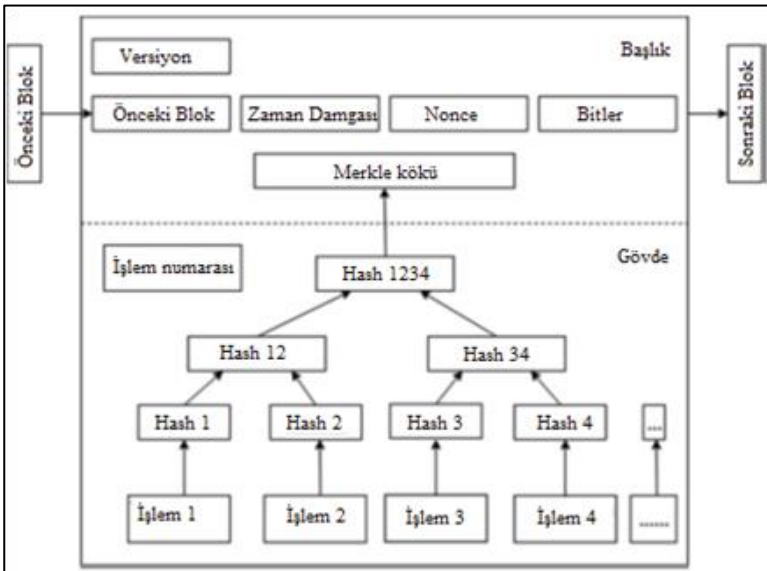 Önceki Blok
Başlık
Versiyon
Önceki Blok
Zaman Damgası
Nonce
Bitler
Sonraki Blok
Merkle kökü
Gövde
İşlem numarası
Hash 1234
Hash 12
Hash 34
Hash 1
Hash 2
Hash 3
Hash 4
...
İşlem 1
İşlem 2
İşlem 3
İşlem 4
......